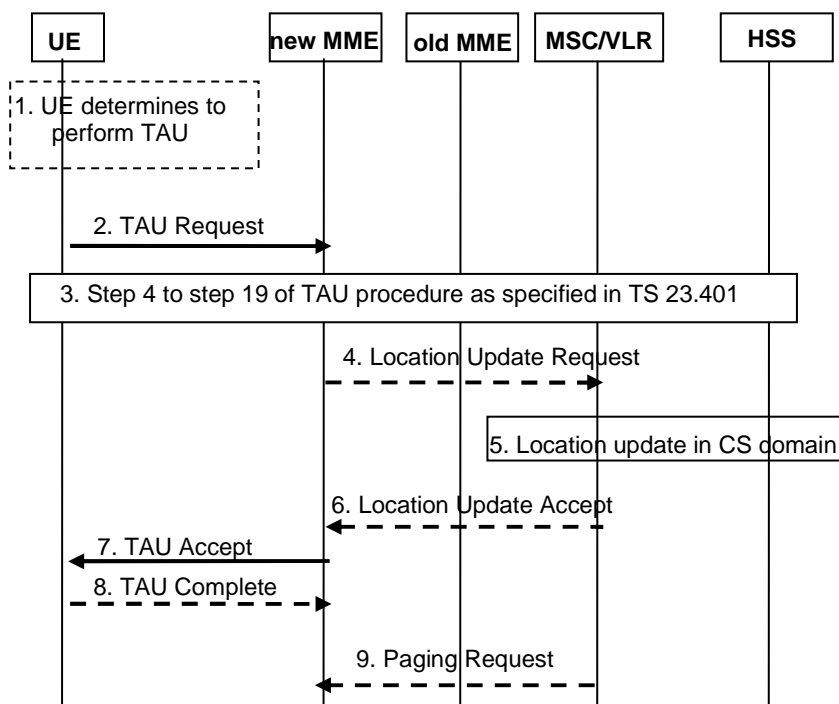 UE
new MME
old MME
MSC/VLR
HSS
1. UE determines to
perform TAU
2. TAU Request
3. Step 4 to step 19 of TAU procedure as specified in TS 23.401
4. Location Update Request
5. Location update in CS domain
6. Location Update Accept
7. TAU Accept
8. TAU Complete
9. Paging Request